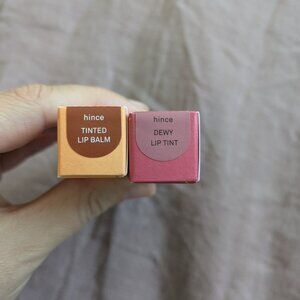 hince
TINTED
LIP BALM
hince
DEWY
LIP TINT